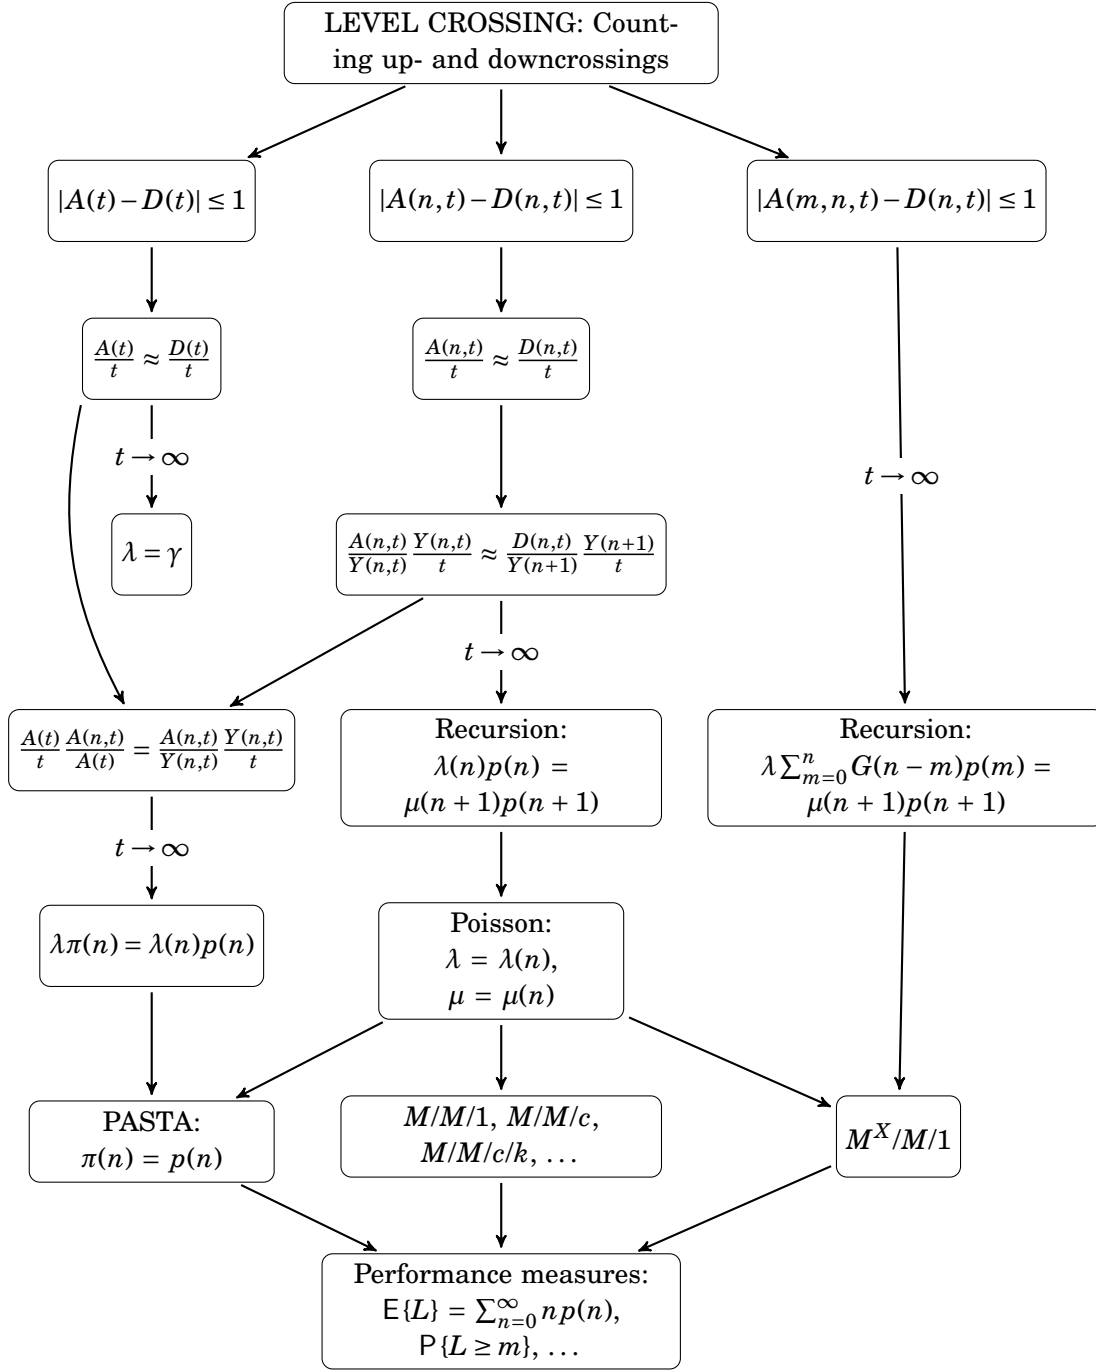 LEVEL CROSSING: Count-
ing up- and downcrossings
|A(t) − D(t)| ≤ 1
|A(n, t) − D(n, t)| ≤ 1
|A(m, n, t) − D(n, t)| ≤ 1
A(t)/t ≈ D(t)/t
A(n,t)/t ≈ D(n,t)/t
t → ∞
t → ∞
λ = γ
A(n,t)/Y(n,t) Y(n,t)/t ≈ D(n,t)/Y(n+1) Y(n+1)/t
t → ∞
A(t)/t A(n,t)/A(t) = A(n,t)/Y(n,t) Y(n,t)/t
Recursion:
λ(n)p(n) =
μ(n + 1)p(n + 1)
Recursion:
λ∑_{m=0}^{n} G(n − m)p(m) =
μ(n + 1)p(n + 1)
t → ∞
λπ(n) = λ(n)p(n)
Poisson:
λ = λ(n),
μ = μ(n)
PASTA:
π(n) = p(n)
M/M/1, M/M/c,
M/M/c/k, …
M^X/M/1
Performance measures:
E{L} = ∑_{n=0}^{∞} n p(n),
P{L ≥ m}, …